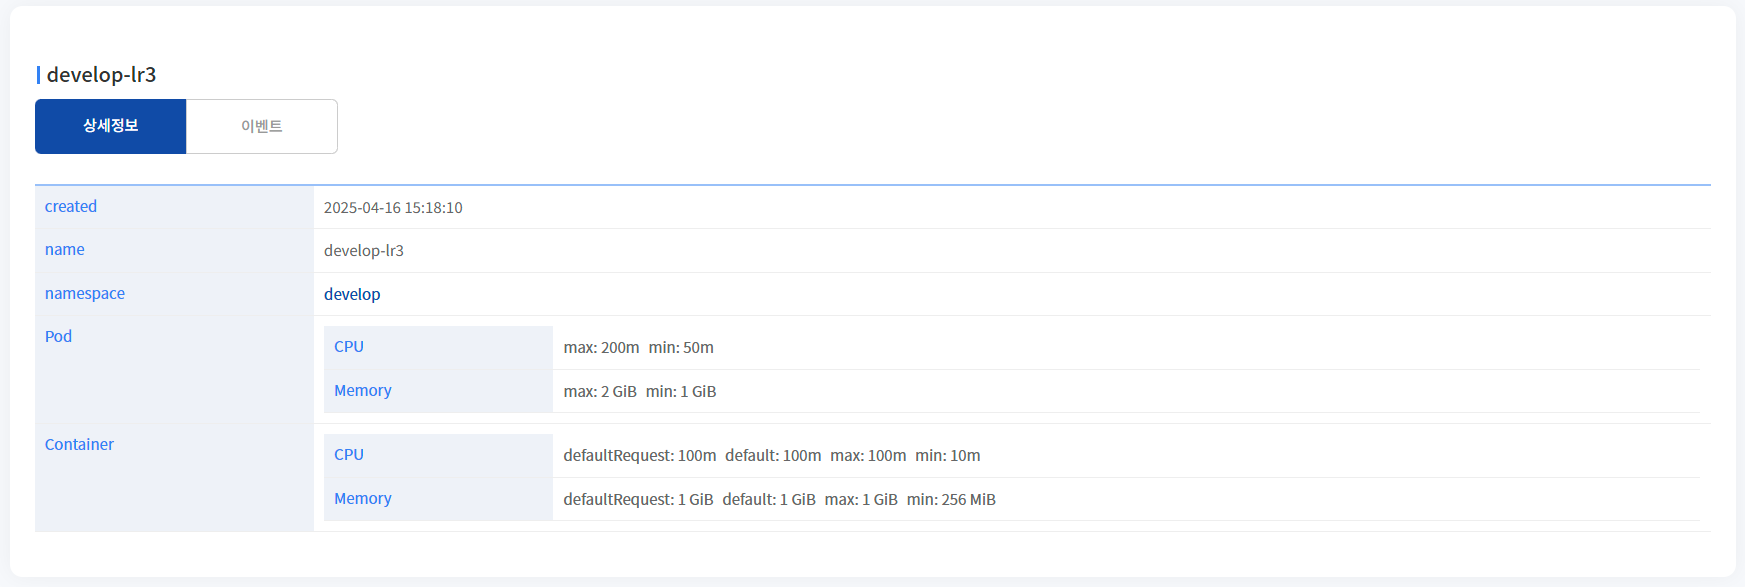 develop-lr3
상세정보 이벤트
created 2025-04-16 15:18:10
name develop-lr3
namespace develop
Pod CPU max: 200m min: 50m
Memory max: 2 GiB min: 1 GiB
Container CPU defaultRequest: 100m default: 100m max: 100m min: 10m
Memory defaultRequest: 1 GiB default: 1 GiB max: 1 GiB min: 256 MiB